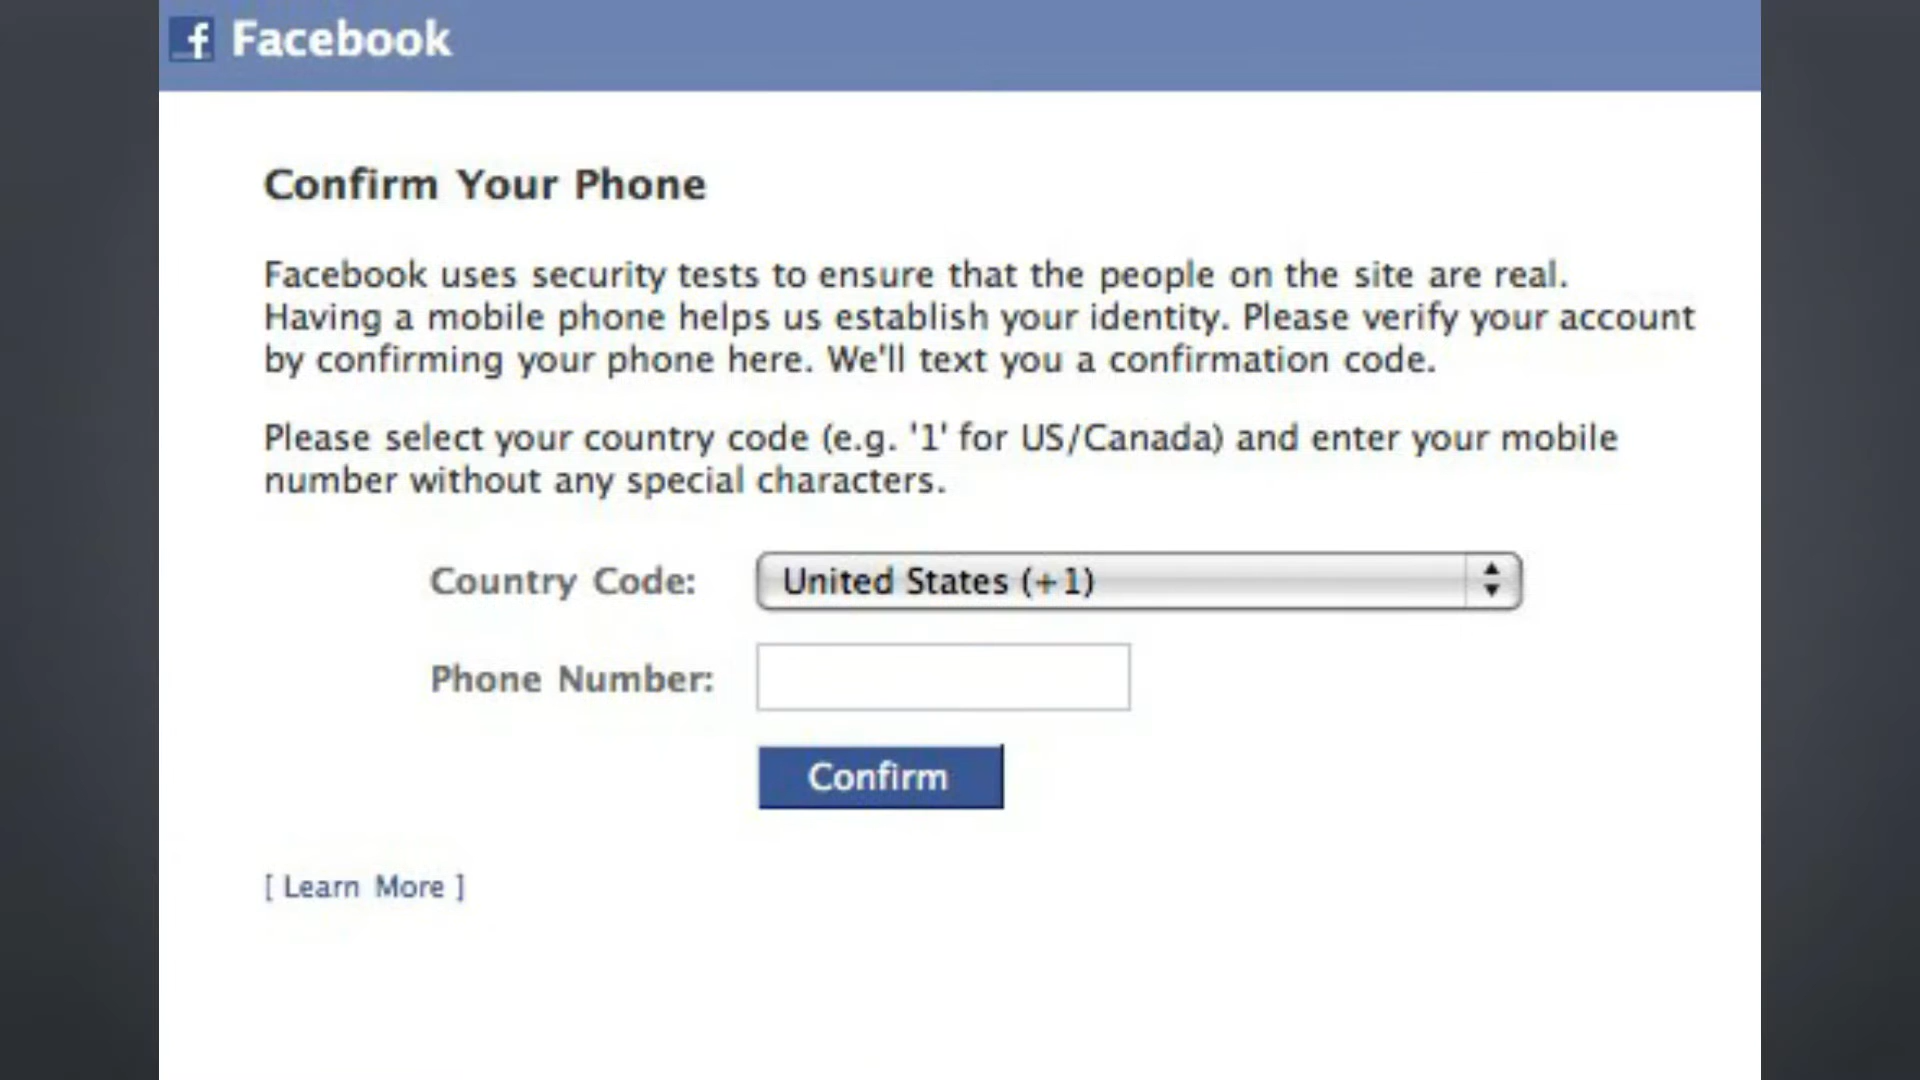 f Facebook
Confirm Your Phone
Facebook uses security tests to ensure that the people on the site are real.
Having a mobile phone helps us establish your identity. Please verify your account
by confirming your phone here. We'll text you a confirmation code.
Please select your country code (e.g. '1' for US/Canada) and enter your mobile
number without any special characters.
Country Code: United States (+1)
Phone Number:
Confirm
[ Learn More ]